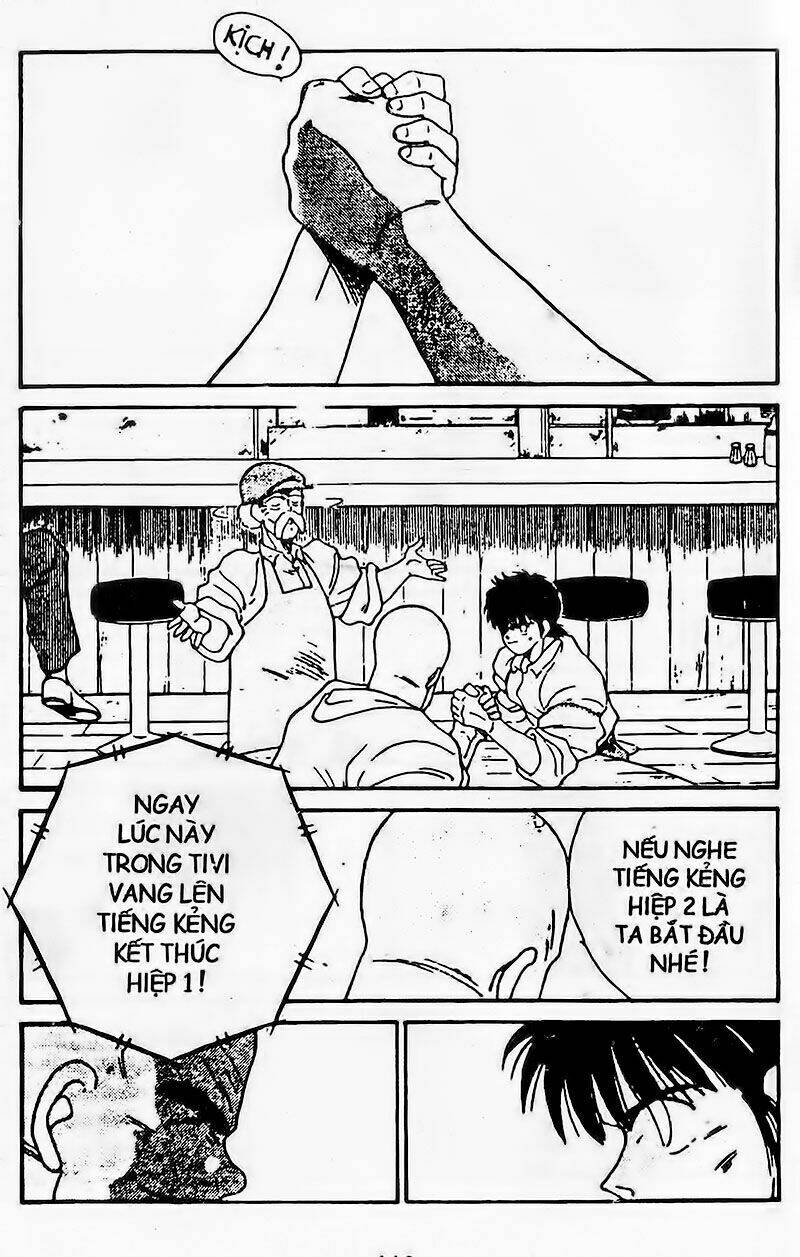 KỊCH!
NẾU NGHE
TIẾNG KẺNG
HIỆP 2 LÀ
TA BẮT ĐẦU
NHÉ!
NGAY
LÚC NÀY
TRONG TIVI
VANG LÊN
TIẾNG KẺNG
KẾT THÚC
HIỆP 1!